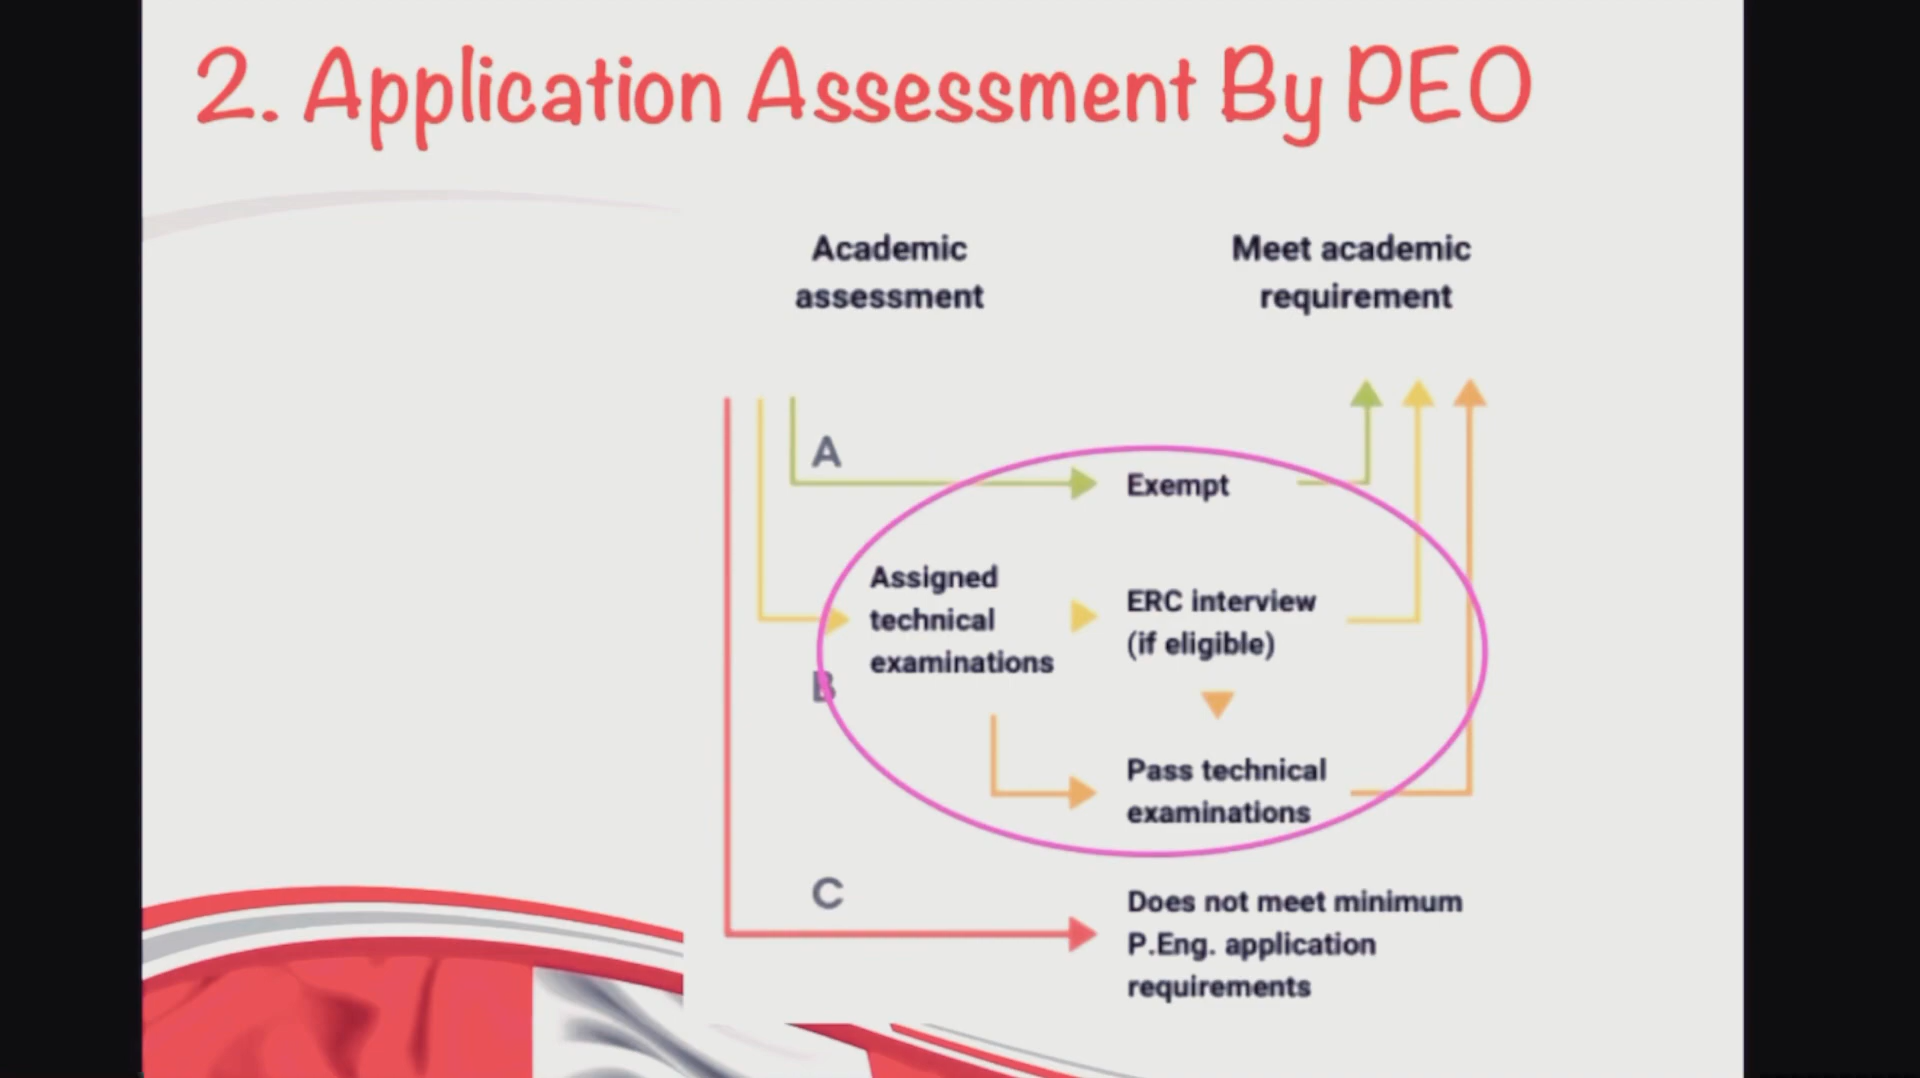 2. Application Assessment By PEO
Academic
assessment
Meet academic
requirement
A
Exempt
Assigned
technical
examinations
ERC interview
(if eligible)
B
Pass technical
examinations
C
Does not meet minimum
P.Eng. application
requirements